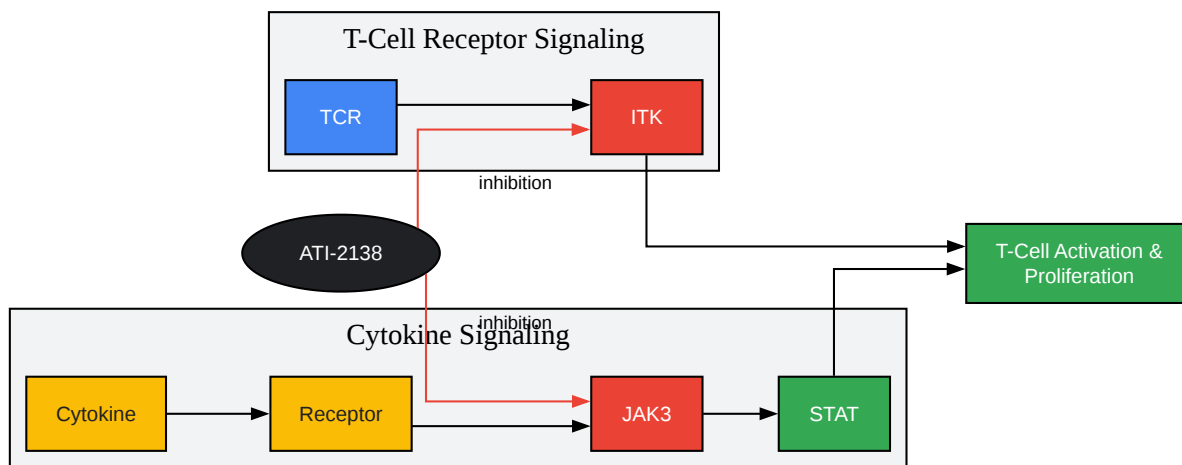 T-Cell Receptor Signaling
TCR
ITK
inhibition
ATI-2138
T-Cell Activation &
Proliferation
inhibition
Cytokine Signaling
Cytokine
Receptor
JAK3
STAT